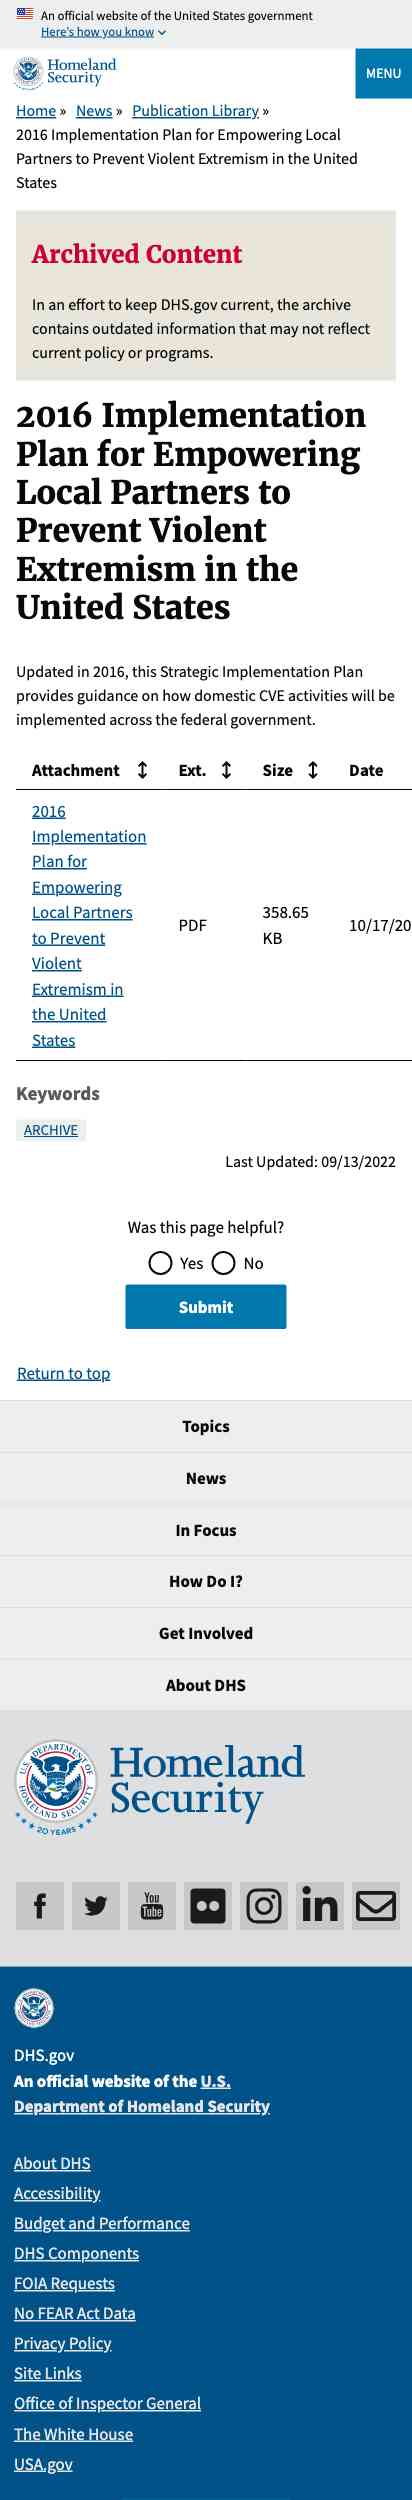 An official website of the United States government
Here's how you know
Homeland
Security
MENU
Home » News » Publication Library »
2016 Implementation Plan for Empowering Local
Partners to Prevent Violent Extremism in the United
States
Archived Content
In an effort to keep DHS.gov current, the archive
contains outdated information that may not reflect
current policy or programs.
2016 Implementation
Plan for Empowering
Local Partners to
Prevent Violent
Extremism in the
United States
Updated in 2016, this Strategic Implementation Plan
provides guidance on how domestic CVE activities will be
implemented across the federal government.
Attachment Ext. Size Date
2016
Implementation
Plan for
Empowering
Local Partners
to Prevent
Violent
Extremism in
the United
States
PDF
358.65
KB
10/17/20
Keywords
ARCHIVE
Last Updated: 09/13/2022
Was this page helpful?
Yes No
Submit
Return to top
Topics
News
In Focus
How Do I?
Get Involved
About DHS
U.S. DEPARTMENT OF
HOMELAND SECURITY
20 YEARS
Homeland
Security
You
Tube
DHS.gov
An official website of the U.S.
Department of Homeland Security
About DHS
Accessibility
Budget and Performance
DHS Components
FOIA Requests
No FEAR Act Data
Privacy Policy
Site Links
Office of Inspector General
The White House
USA.gov